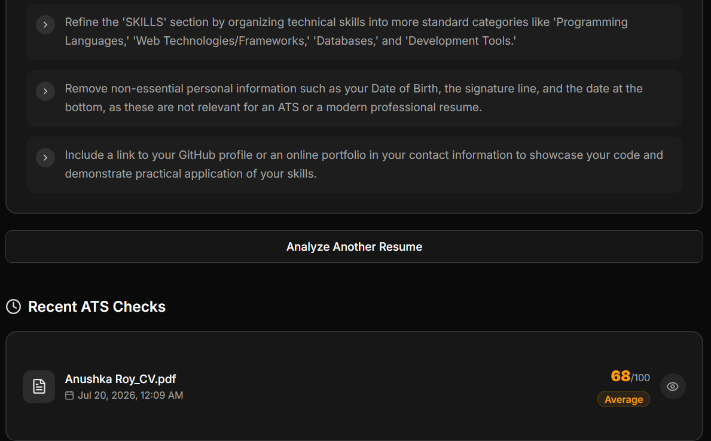 Refine the 'SKILLS' section by organizing technical skills into more standard categories like 'Programming
Languages,' 'Web Technologies/Frameworks,' 'Databases,' and 'Development Tools.'
Remove non-essential personal information such as your Date of Birth, the signature line, and the date at the
bottom, as these are not relevant for an ATS or a modern professional resume.
Include a link to your GitHub profile or an online portfolio in your contact information to showcase your code and
demonstrate practical application of your skills.
Analyze Another Resume
Recent ATS Checks
Anushka Roy_CV.pdf
68/100
Jul 20, 2026, 12:09 AM
Average